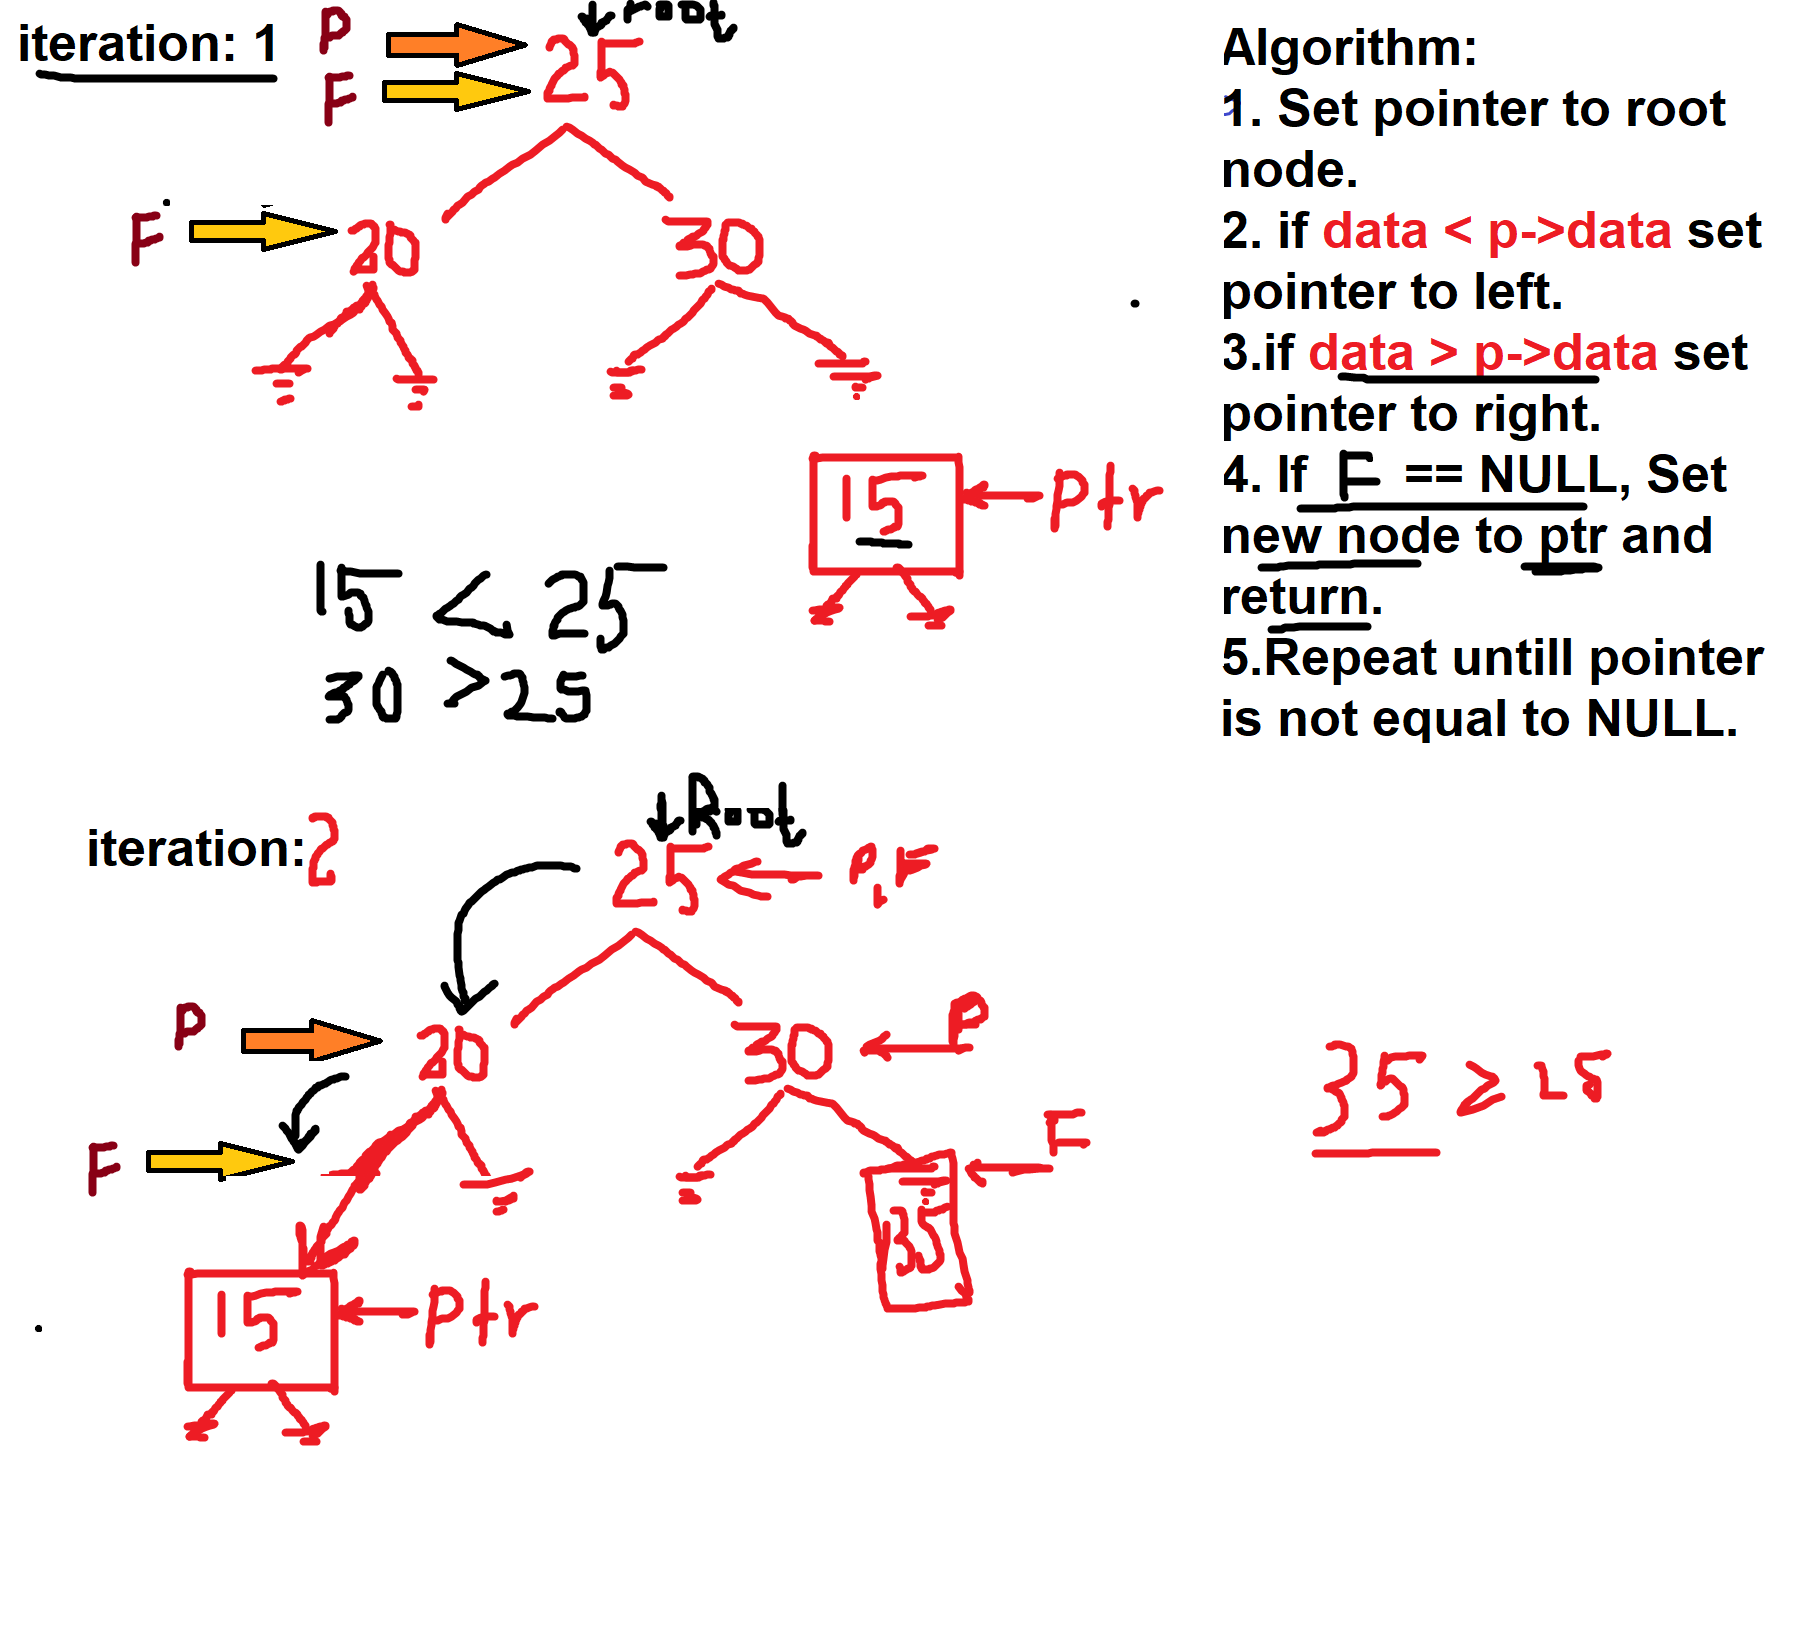 iteration: 1
P
F
root
25
F
20
30
15
ptr
15 < 25
30 > 25
Algorithm:
1. Set pointer to root
node.
2. if data < p->data set
pointer to left.
3.if data > p->data set
pointer to right.
4. If F == NULL, Set
new node to ptr and
return.
5.Repeat untill pointer
is not equal to NULL.
iteration:2
Root
25
P,F
P
20
30
P
F
F
15
ptr
35
35 ≥ 25